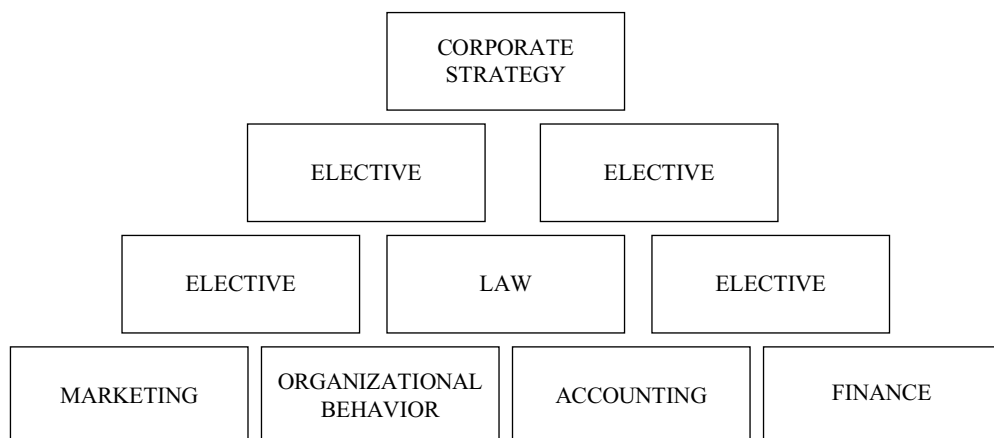 CORPORATE
STRATEGY
ELECTIVE
ELECTIVE
ELECTIVE
LAW
ELECTIVE
MARKETING
ORGANIZATIONAL
BEHAVIOR
ACCOUNTING
FINANCE